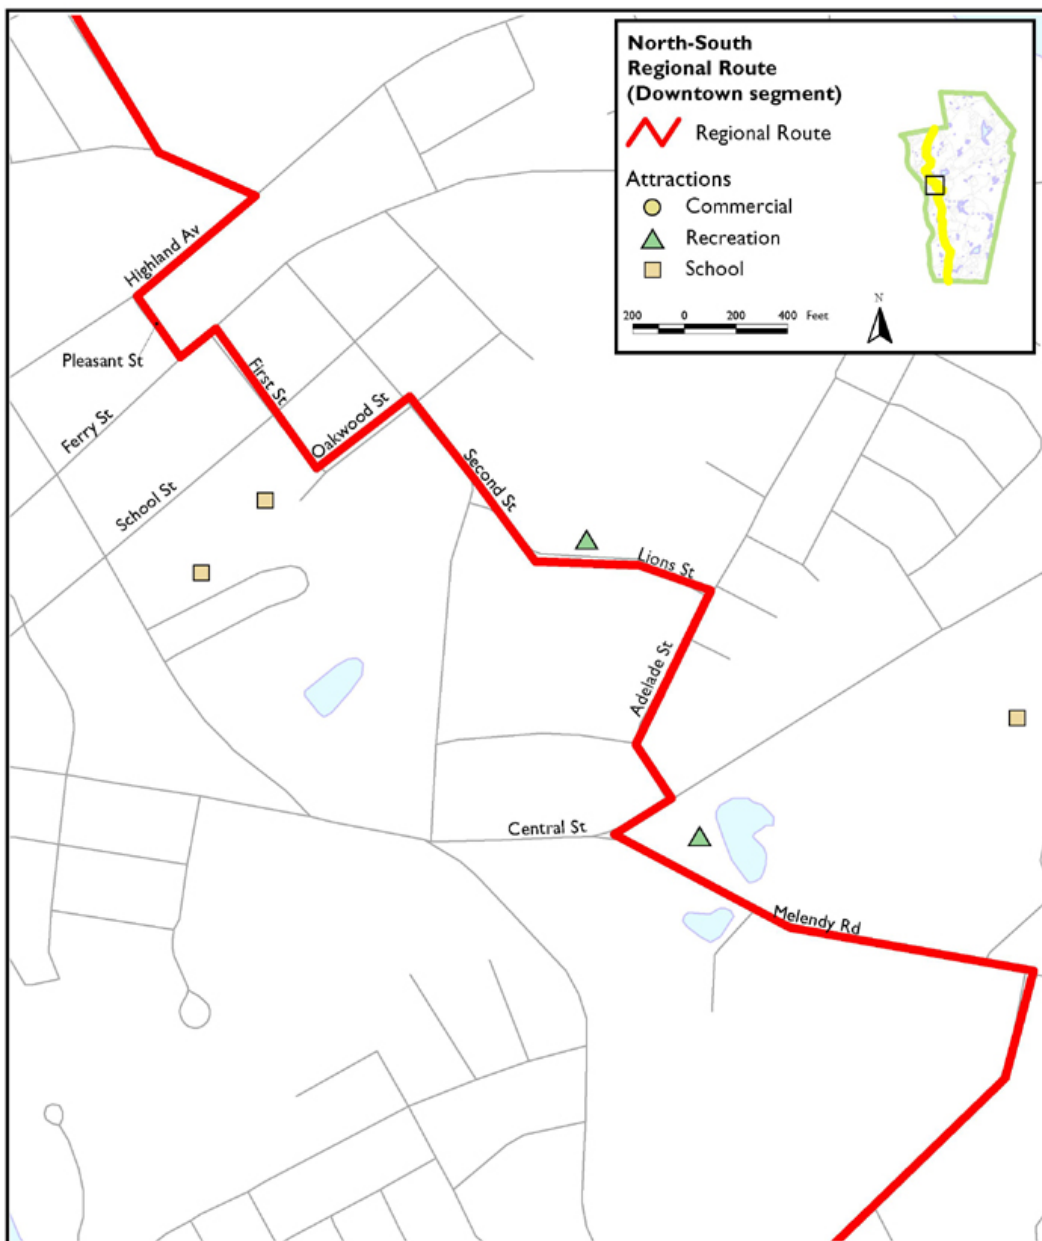 North-South
Regional Route
(Downtown segment)
Regional Route
Attractions
Commercial
Recreation
School
N
200 0 200 400 Feet
Highland Av
Pleasant St
First St
Ferry St
Oakwood St
School St
Second St
Lions St
Adelade St
Central St
Melendy Rd